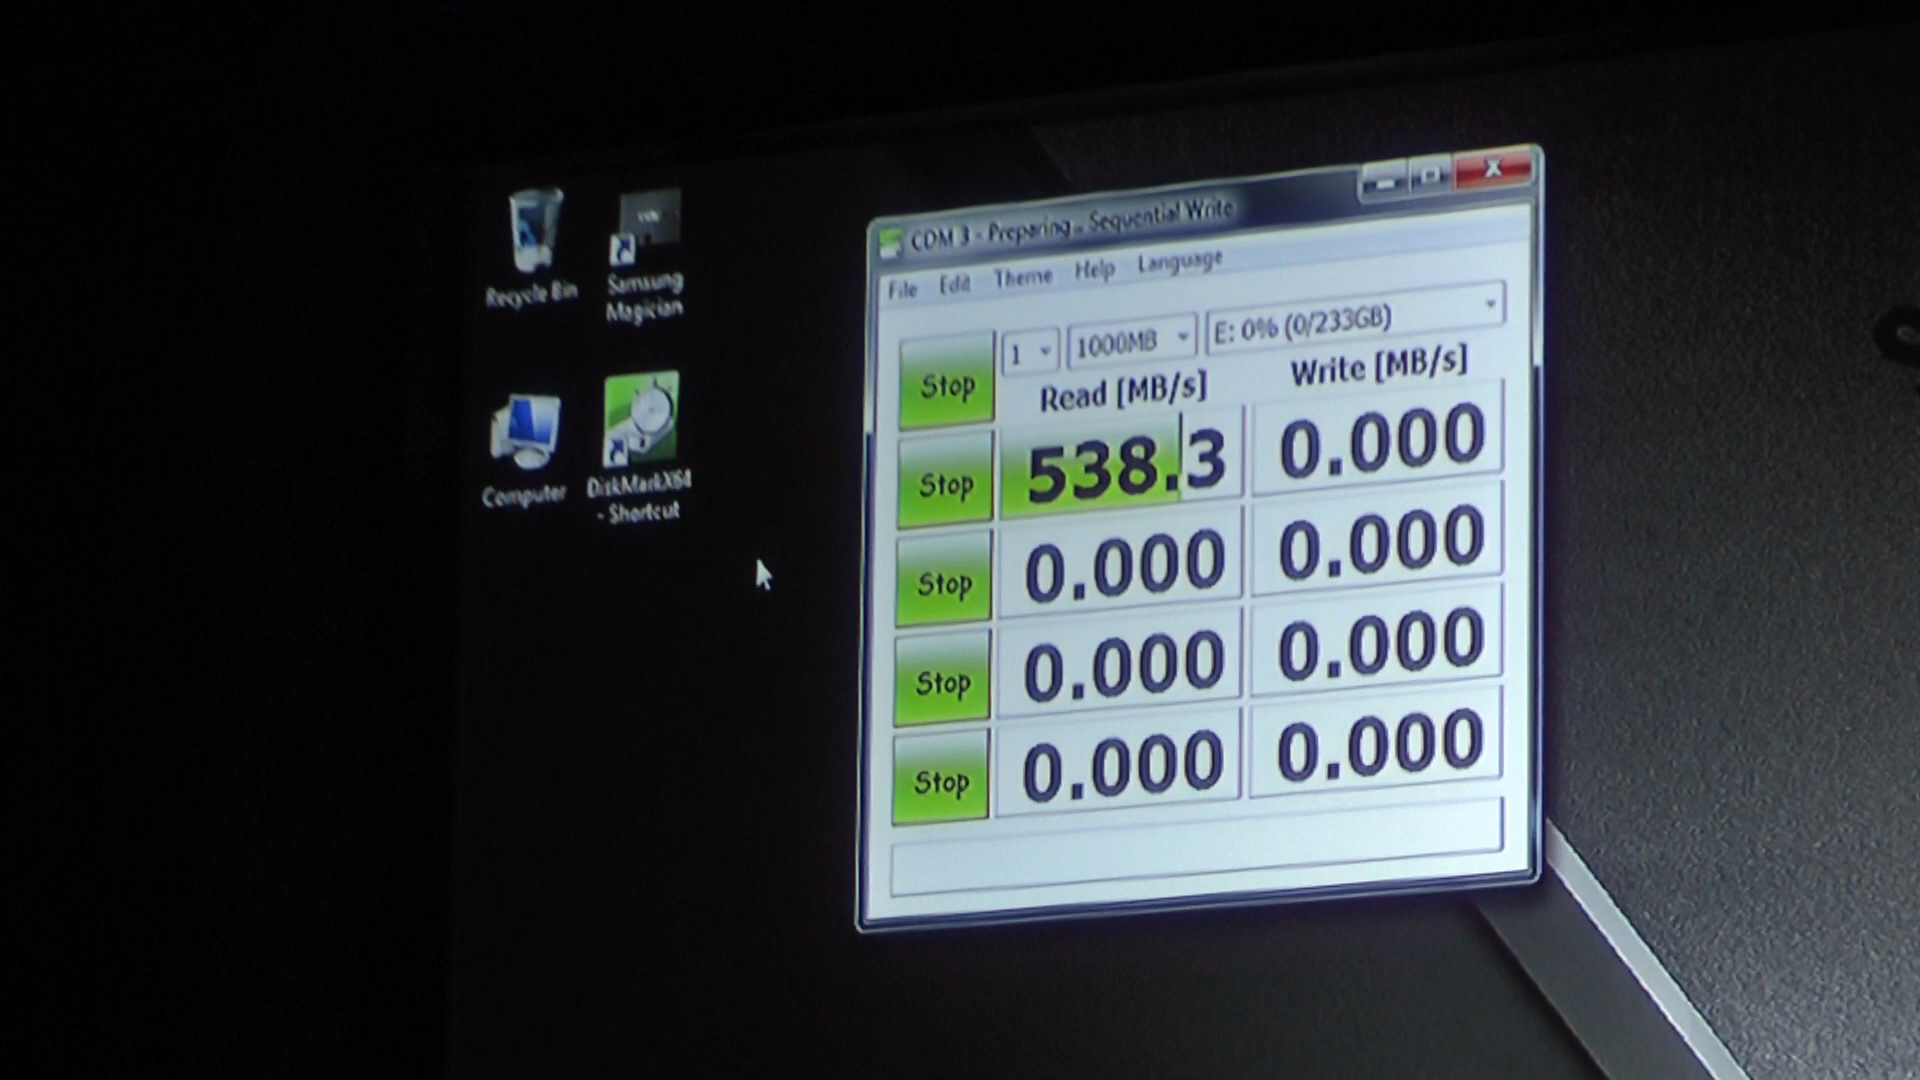 Recycle Bin
Samsung
Magician
Computer
DiskMarkX64
- Shortcut
CDM 3 - Preparing... Sequential Write
File Edit Theme Help Language
Stop
1
1000MB
E: 0% (0/233GB)
Read [MB/s]
Write [MB/s]
Stop 538.3 0.000
Stop 0.000 0.000
Stop 0.000 0.000
Stop 0.000 0.000